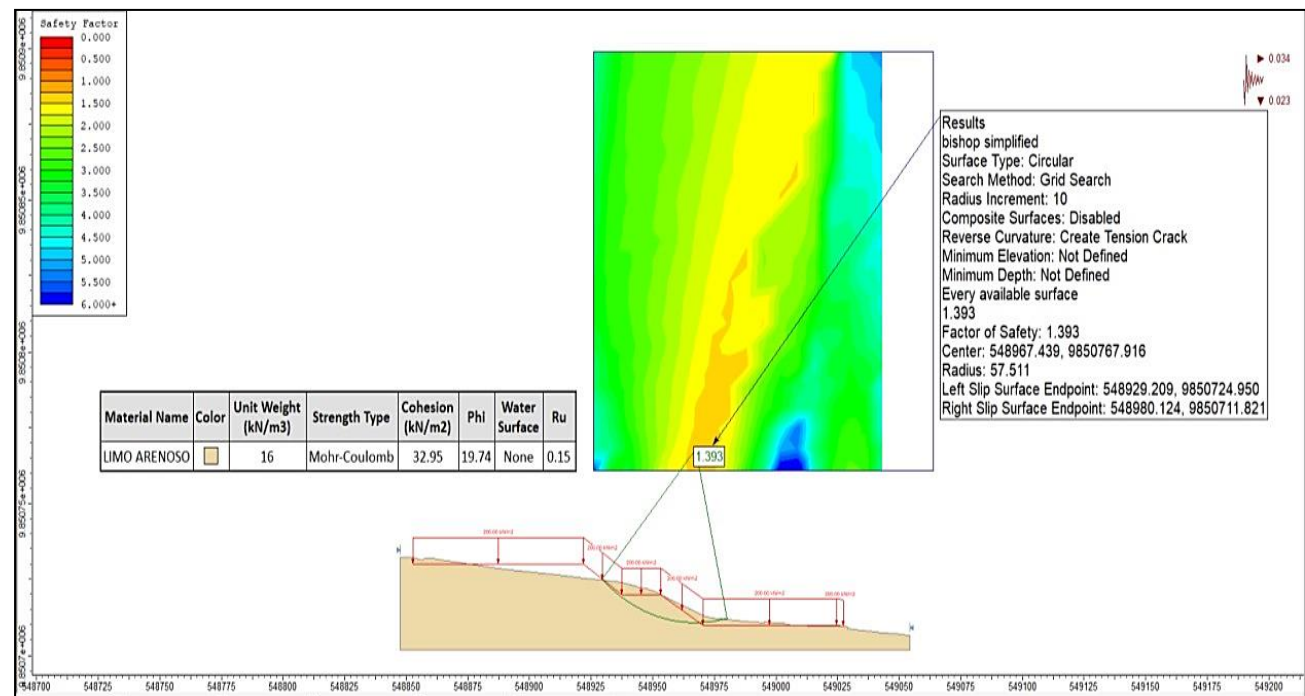 Safety Factor
0.000
0.500
1.000
1.500
2.000
2.500
3.000
3.500
4.000
4.500
5.000
5.500
6.000+
0.034
0.023
Results
bishop simplified
Surface Type: Circular
Search Method: Grid Search
Radius Increment: 10
Composite Surfaces: Disabled
Reverse Curvature: Create Tension Crack
Minimum Elevation: Not Defined
Minimum Depth: Not Defined
Every available surface
1.393
Factor of Safety: 1.393
Center: 548967.439, 9850767.916
Radius: 57.511
Left Slip Surface Endpoint: 548929.209, 9850724.950
Right Slip Surface Endpoint: 548980.124, 9850711.821
Material Name Color Unit Weight (kN/m3) Strength Type Cohesion (kN/m2) Phi Water Surface Ru
LIMO ARENOSO 16 Mohr-Coulomb 32.95 19.74 None 0.15
1.393
9.8509e+006
9.85085e+006
9.8508e+006
9.85075e+006
9.8507e+006
548700 548725 548750 548775 548800 548825 548850 548875 548900 548925 548950 548975 549000 549025 549050 549075 549100 549125 549150 549175 549200